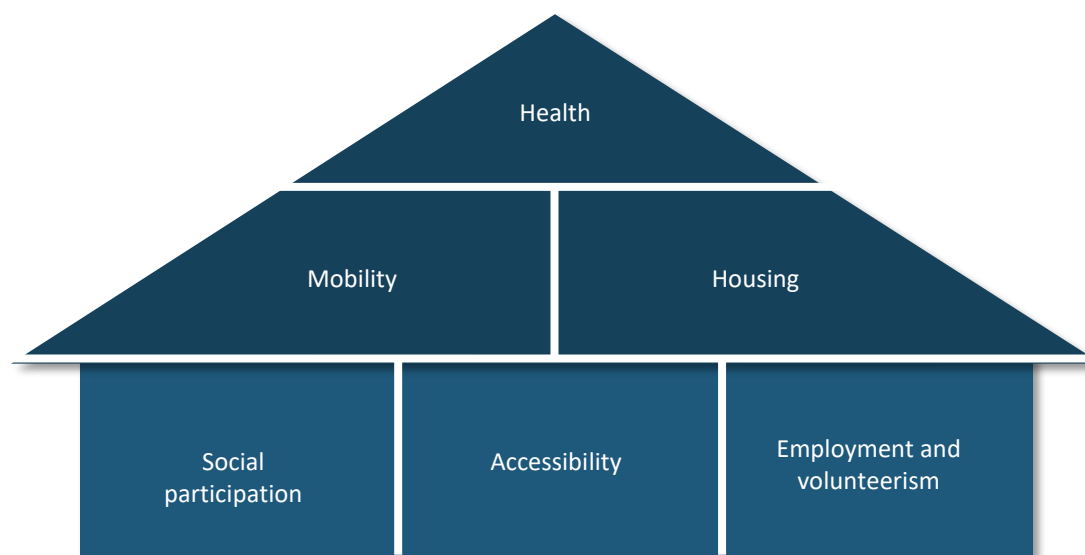 Health
Mobility
Housing
Social
participation
Accessibility
Employment and
volunteerism